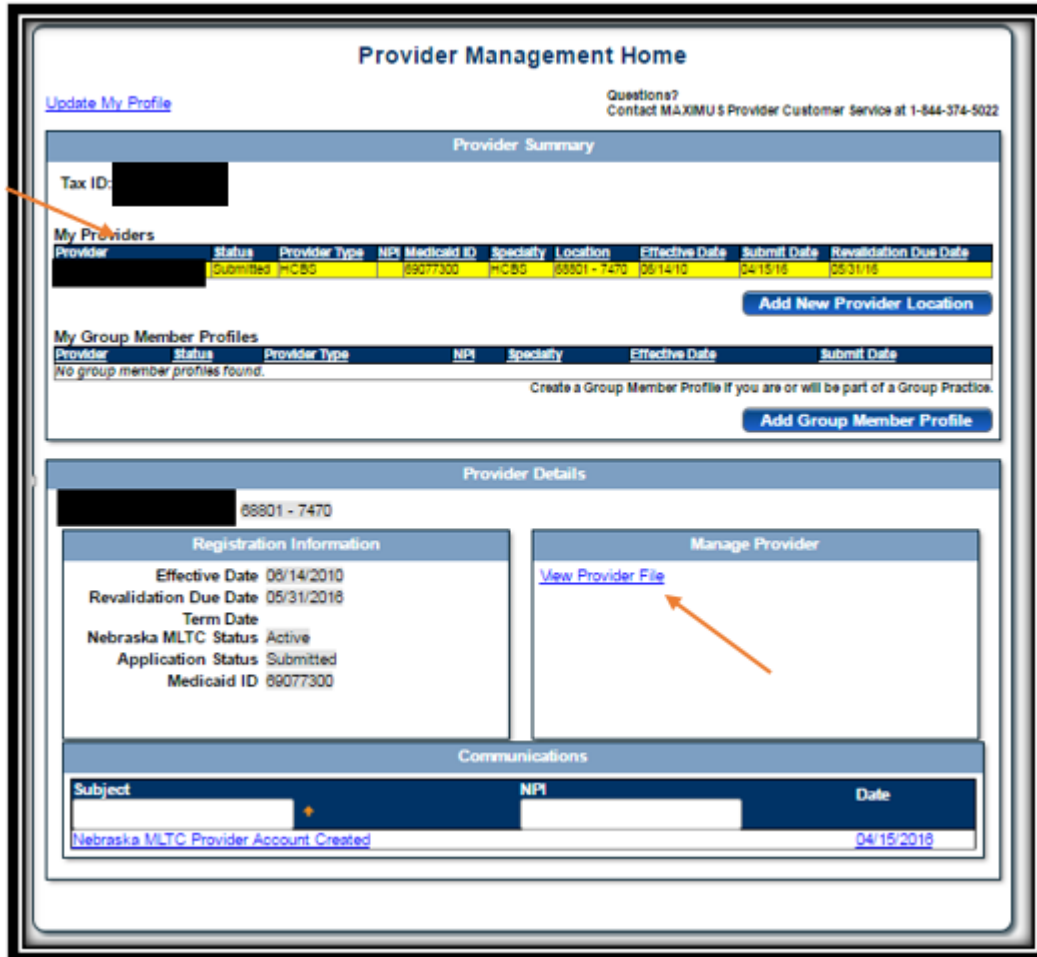 Provider Management Home
Update My Profile
Questions?
Contact MAXIMUS Provider Customer Service at 1-844-374-5022
Provider Summary
Tax ID:
My Providers
Provider Status Provider Type NPI Medicaid ID Specialty Location Effective Date Submit Date Revalidation Due Date
Submitted HCBS 69077300 HCBS 68801 - 7470 06/14/10 04/15/16 05/31/16
Add New Provider Location
My Group Member Profiles
Provider Status Provider Type NPI Specialty Effective Date Submit Date
No group member profiles found.
Create a Group Member Profile if you are or will be part of a Group Practice.
Add Group Member Profile
Provider Details
68801 - 7470
Registration Information
Effective Date 06/14/2010
Revalidation Due Date 05/31/2016
Term Date
Nebraska MLTC Status Active
Application Status Submitted
Medicaid ID 69077300
Manage Provider
View Provider File
Communications
Subject NPI Date
Nebraska MLTC Provider Account Created 04/15/2016